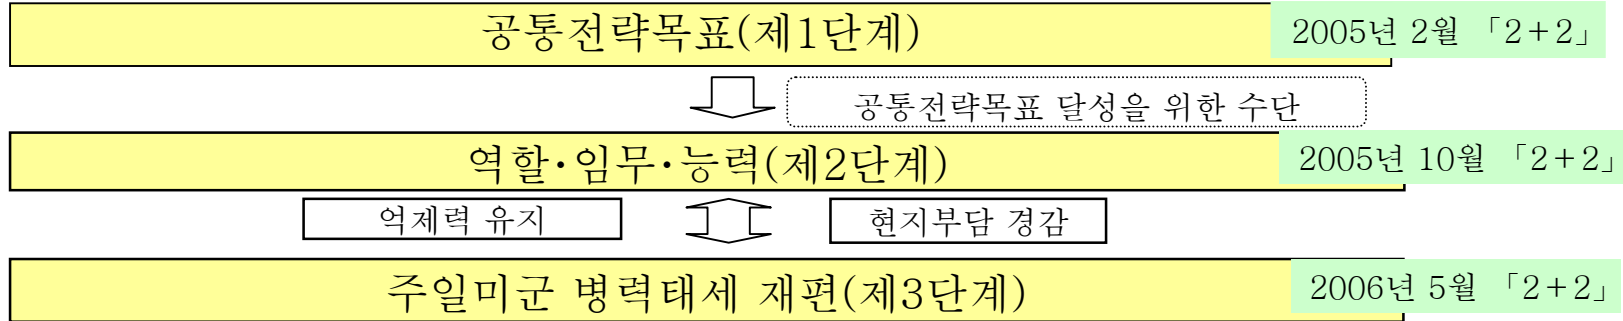 공통전략목표(제1단계)
2005년 2월 「2+2」
공통전략목표 달성을 위한 수단
역할·임무·능력(제2단계)
2005년 10월 「2+2」
억제력 유지
현지부담 경감
주일미군 병력태세 재편(제3단계)
2006년 5월 「2+2」